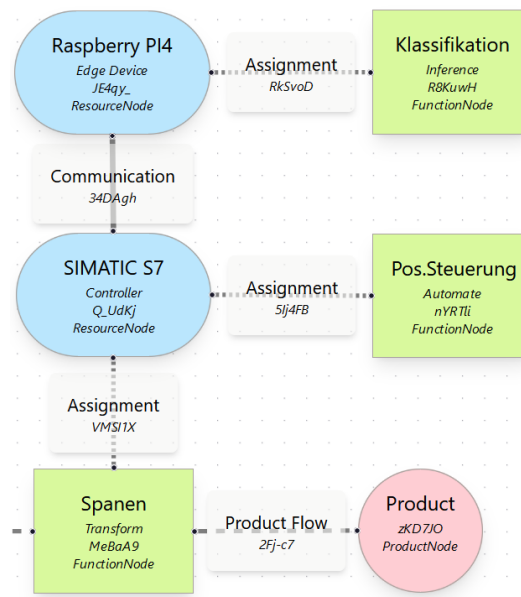 Raspberry PI4
Edge Device
JE4qy_
ResourceNode
Assignment
RkSvoD
Klassifikation
Inference
R8KuwH
FunctionNode
Communication
34DAgh
SIMATIC S7
Controller
Q_UdKj
ResourceNode
Assignment
5Ij4FB
Pos.Steuerung
Automate
nYRTli
FunctionNode
Assignment
VMSI1X
Spanen
Transform
MeBaA9
FunctionNode
Product Flow
2Fj-c7
Product
zKD7JO
ProductNode